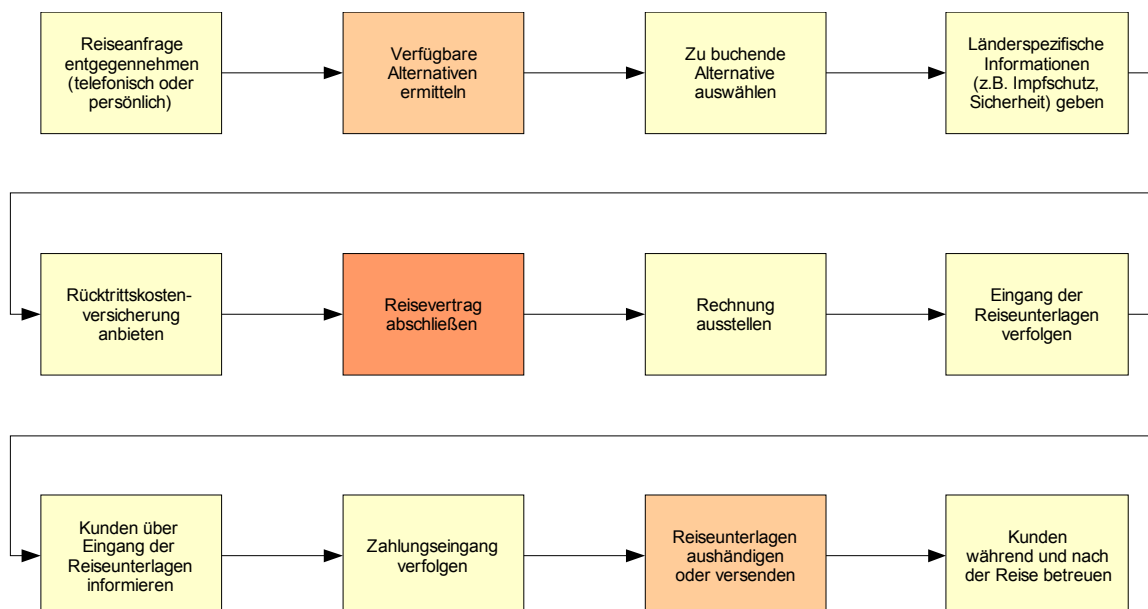 Reiseanfrage
entgegennehmen
(telefonisch oder
persönlich)
Verfügbare
Alternativen
ermitteln
Zu buchende
Alternative
auswählen
Länderspezifische
Informationen
(z.B. Impfschutz,
Sicherheit) geben
Rücktrittskosten-
versicherung
anbieten
Reisevertrag
abschließen
Rechnung
ausstellen
Eingang der
Reiseunterlagen
verfolgen
Kunden über
Eingang der
Reiseunterlagen
informieren
Zahlungseingang
verfolgen
Reiseunterlagen
aushändigen
oder versenden
Kunden
während und nach
der Reise betreuen